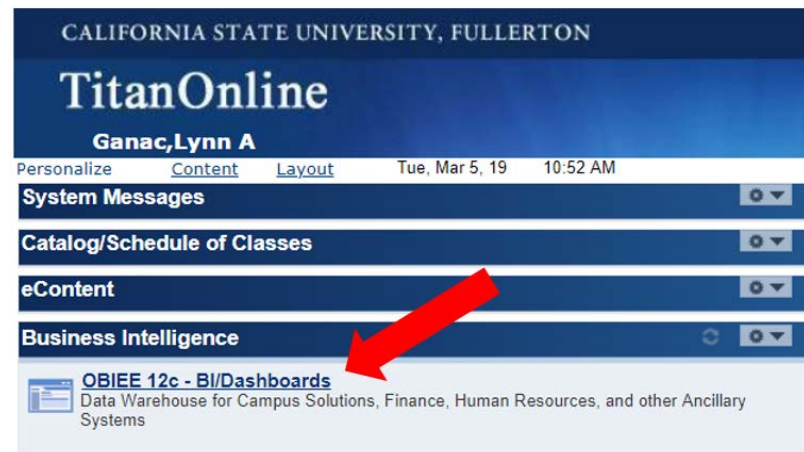 CALIFORNIA STATE UNIVERSITY, FULLERTON
TitanOnline
Ganac,Lynn A
Personalize Content Layout Tue, Mar 5, 19 10:52 AM
System Messages
Catalog/Schedule of Classes
eContent
Business Intelligence
OBIEE 12c - BI/Dashboards
Data Warehouse for Campus Solutions, Finance, Human Resources, and other Ancillary
Systems